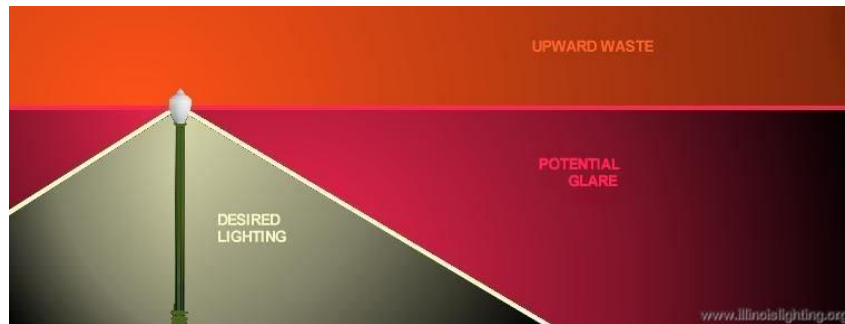 UPWARD WASTE
POTENTIAL
GLARE
DESIRED
LIGHTING
www.illinoislighting.org